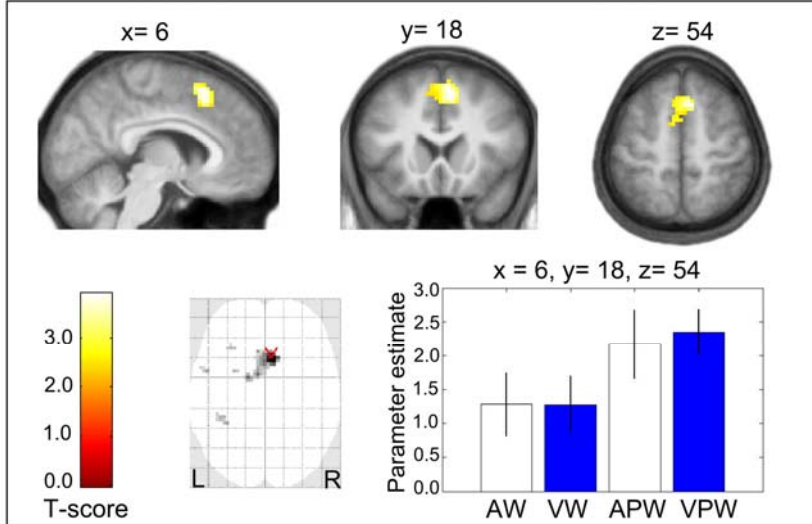 x= 6
y= 18
z= 54
x = 6, y= 18, z= 54
3.0
2.0
1.0
0.0
T-score
L
R
Parameter estimate
3.0
2.5
2.0
1.5
1.0
0.5
0.0
AW VW APW VPW